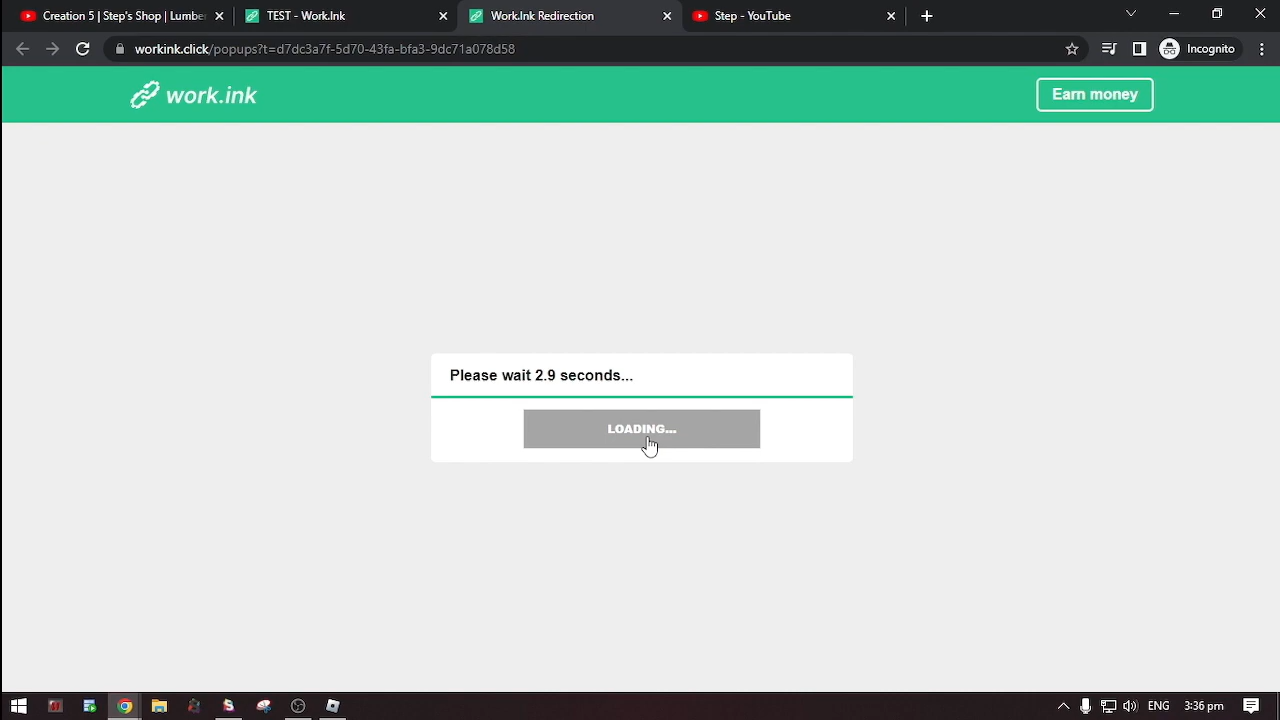 Creation 5 | Step's Shop | Lumber
TEST - Work.Ink
Work.Ink Redirection
Step - YouTube
workink.click/popups?t=d7dc3a7f-5d70-43fa-bfa3-9dc71a078d58
Incognito
work.ink
Earn money
Please wait 2.9 seconds...
LOADING...
ENG
3:36 pm